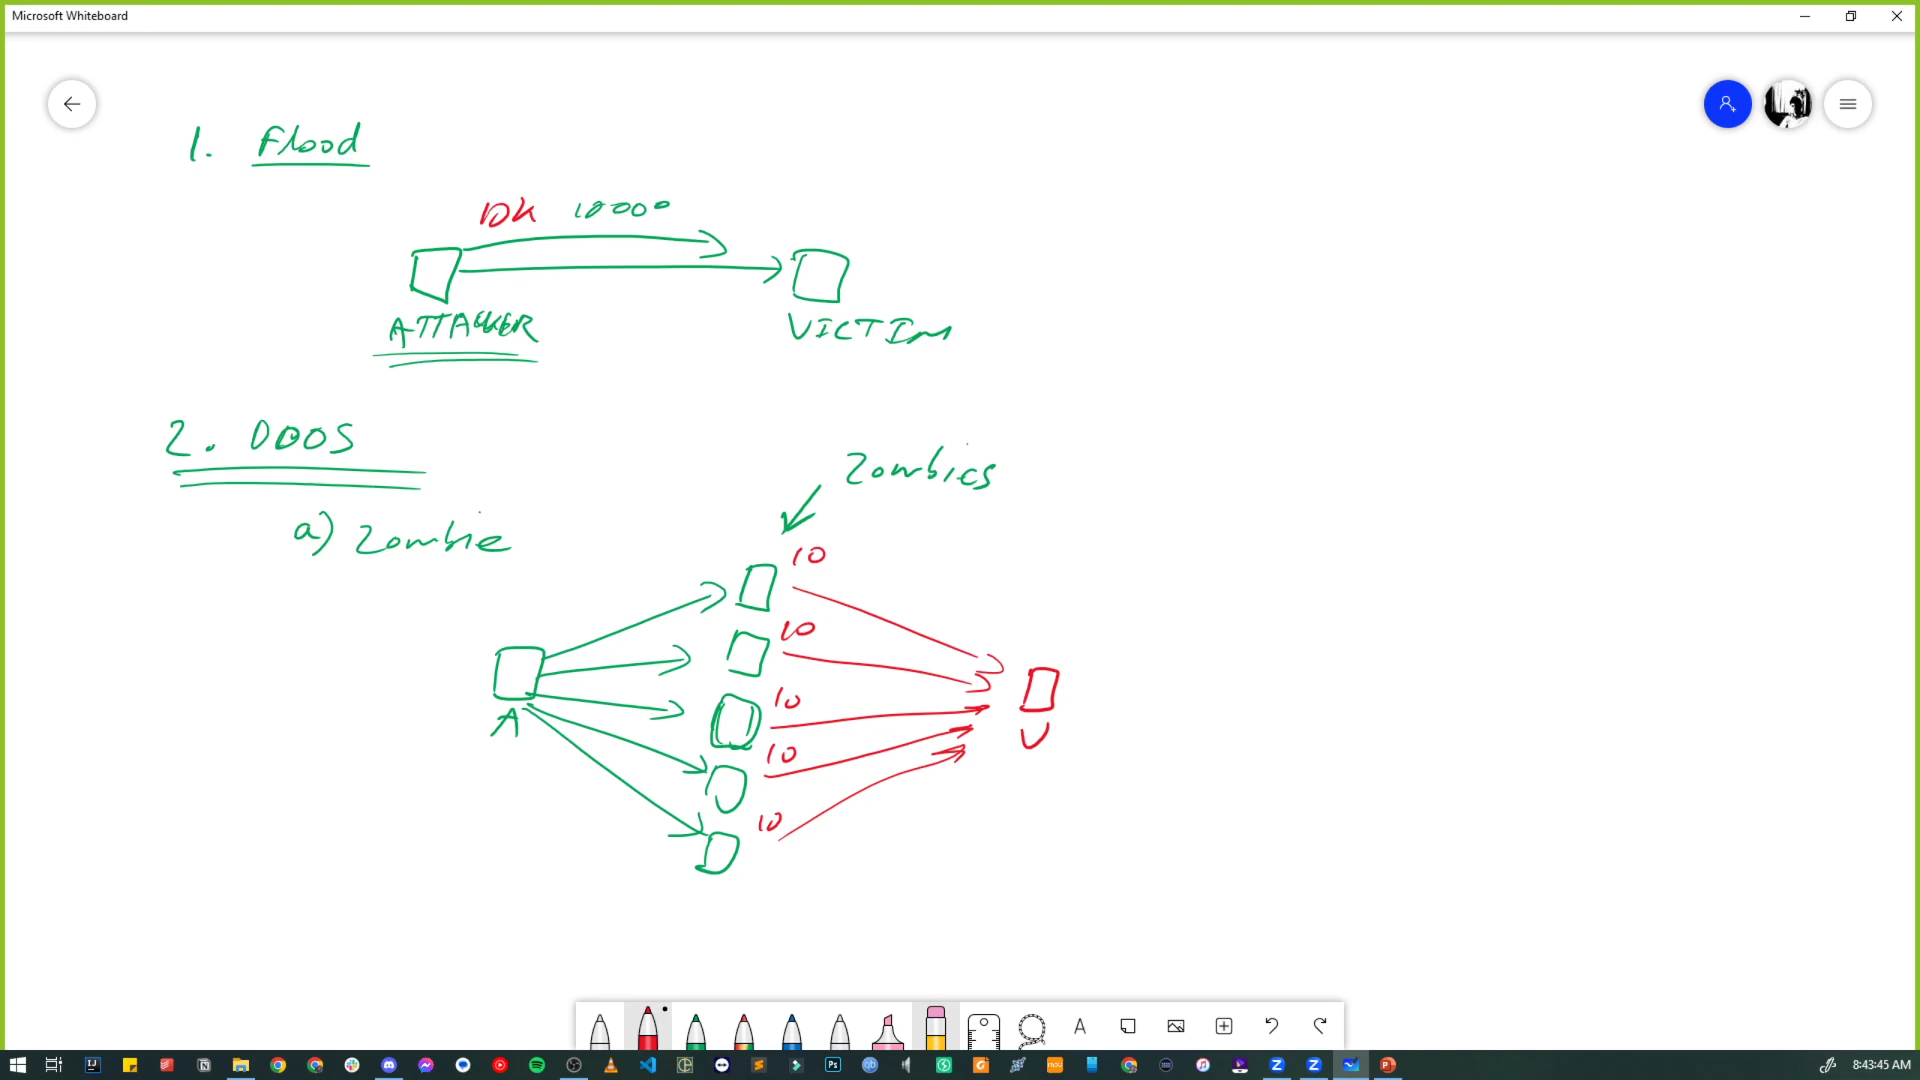 Microsoft Whiteboard
1. Flood
10K 10000
ATTACKER
VICTIM
2. DDOS
Zombies
a) Zombie
10
10
10
10
10
A
V
8:43:45 AM